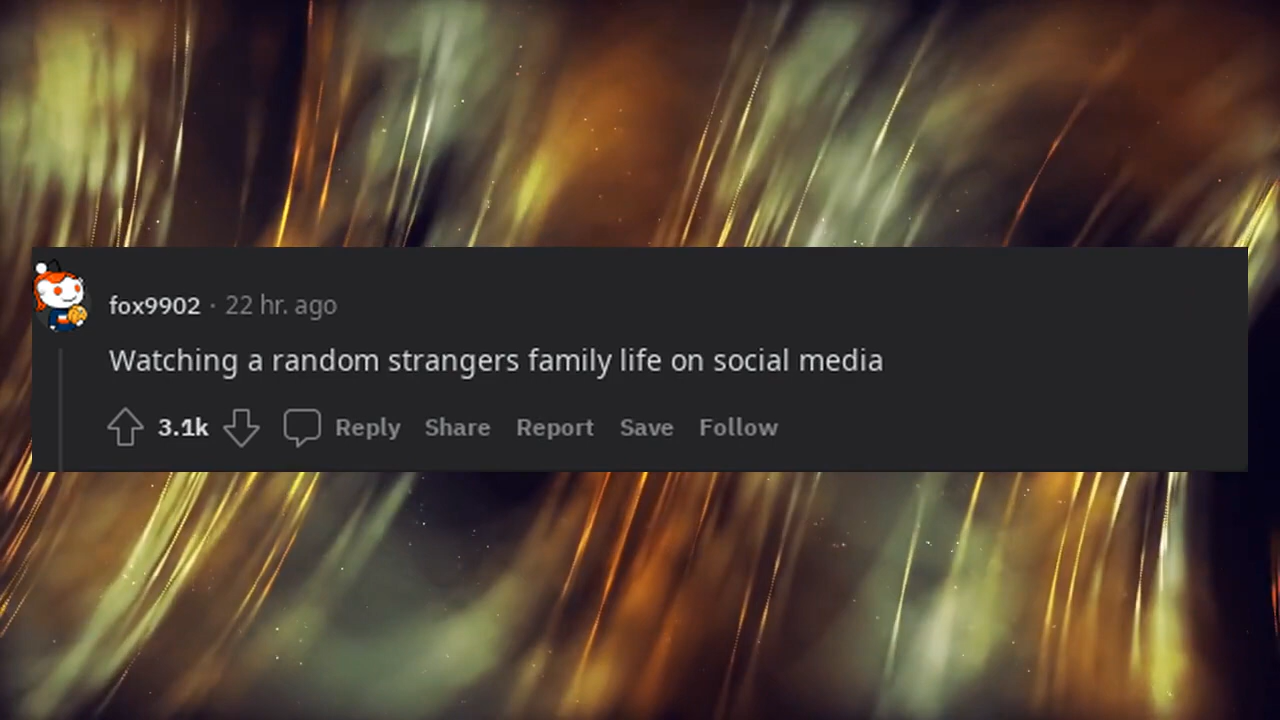 fox9902 · 22 hr. ago
Watching a random strangers family life on social media
3.1k Reply Share Report Save Follow